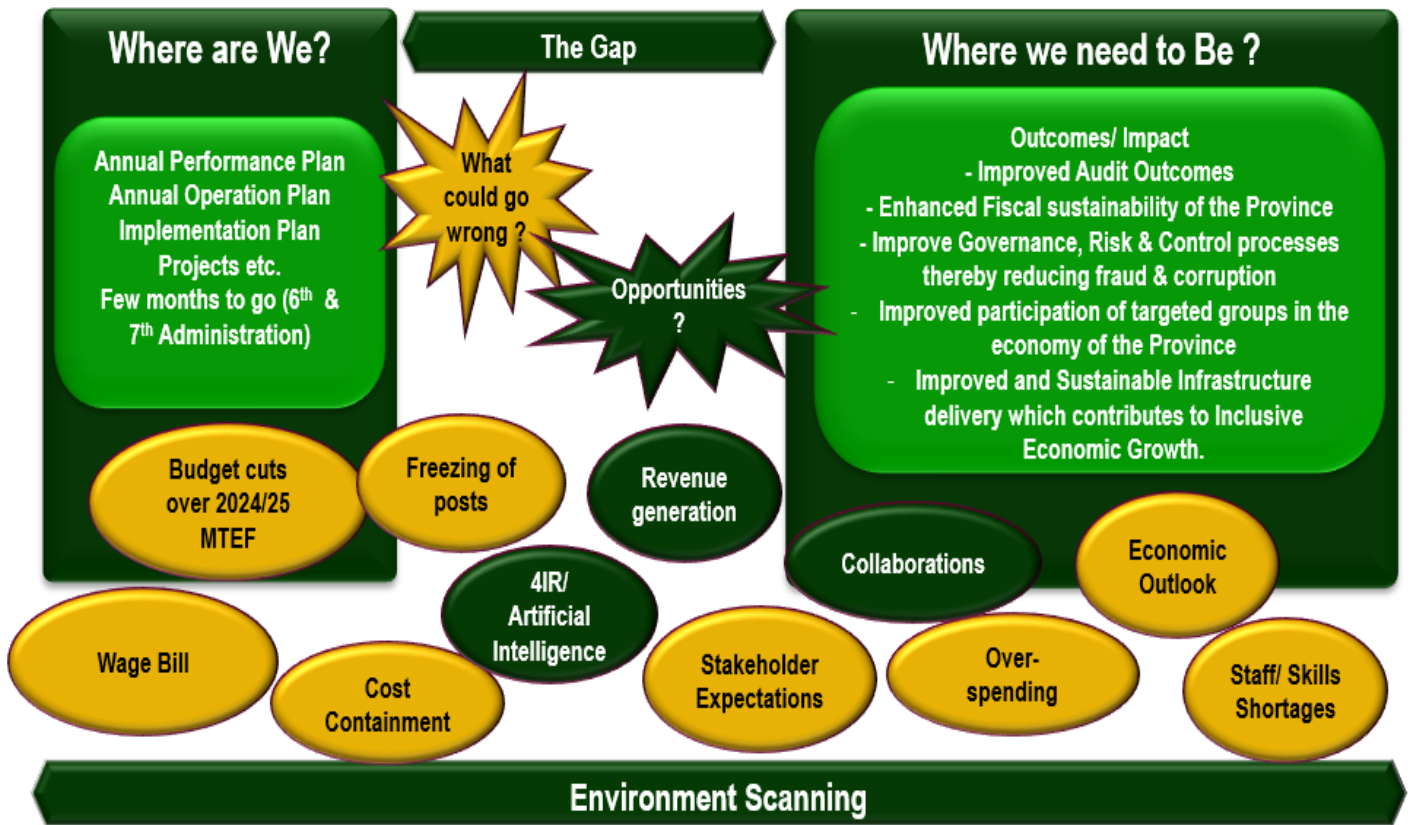 Where are We?
Annual Performance Plan
Annual Operation Plan
Implementation Plan
Projects etc.
Few months to go (6th &
7th Administration)
The Gap
What
could go
wrong ?
Opportunities
?
Where we need to Be ?
Outcomes/ Impact
- Improved Audit Outcomes
- Enhanced Fiscal sustainability of the Province
- Improve Governance, Risk & Control processes
thereby reducing fraud & corruption
- Improved participation of targeted groups in the
economy of the Province
- Improved and Sustainable Infrastructure
delivery which contributes to Inclusive
Economic Growth.
Budget cuts
over 2024/25
MTEF
Freezing of
posts
Revenue
generation
Collaborations
Economic
Outlook
Wage Bill
Cost
Containment
4IR/
Artificial
Intelligence
Stakeholder
Expectations
Over-
spending
Staff/ Skills
Shortages
Environment Scanning